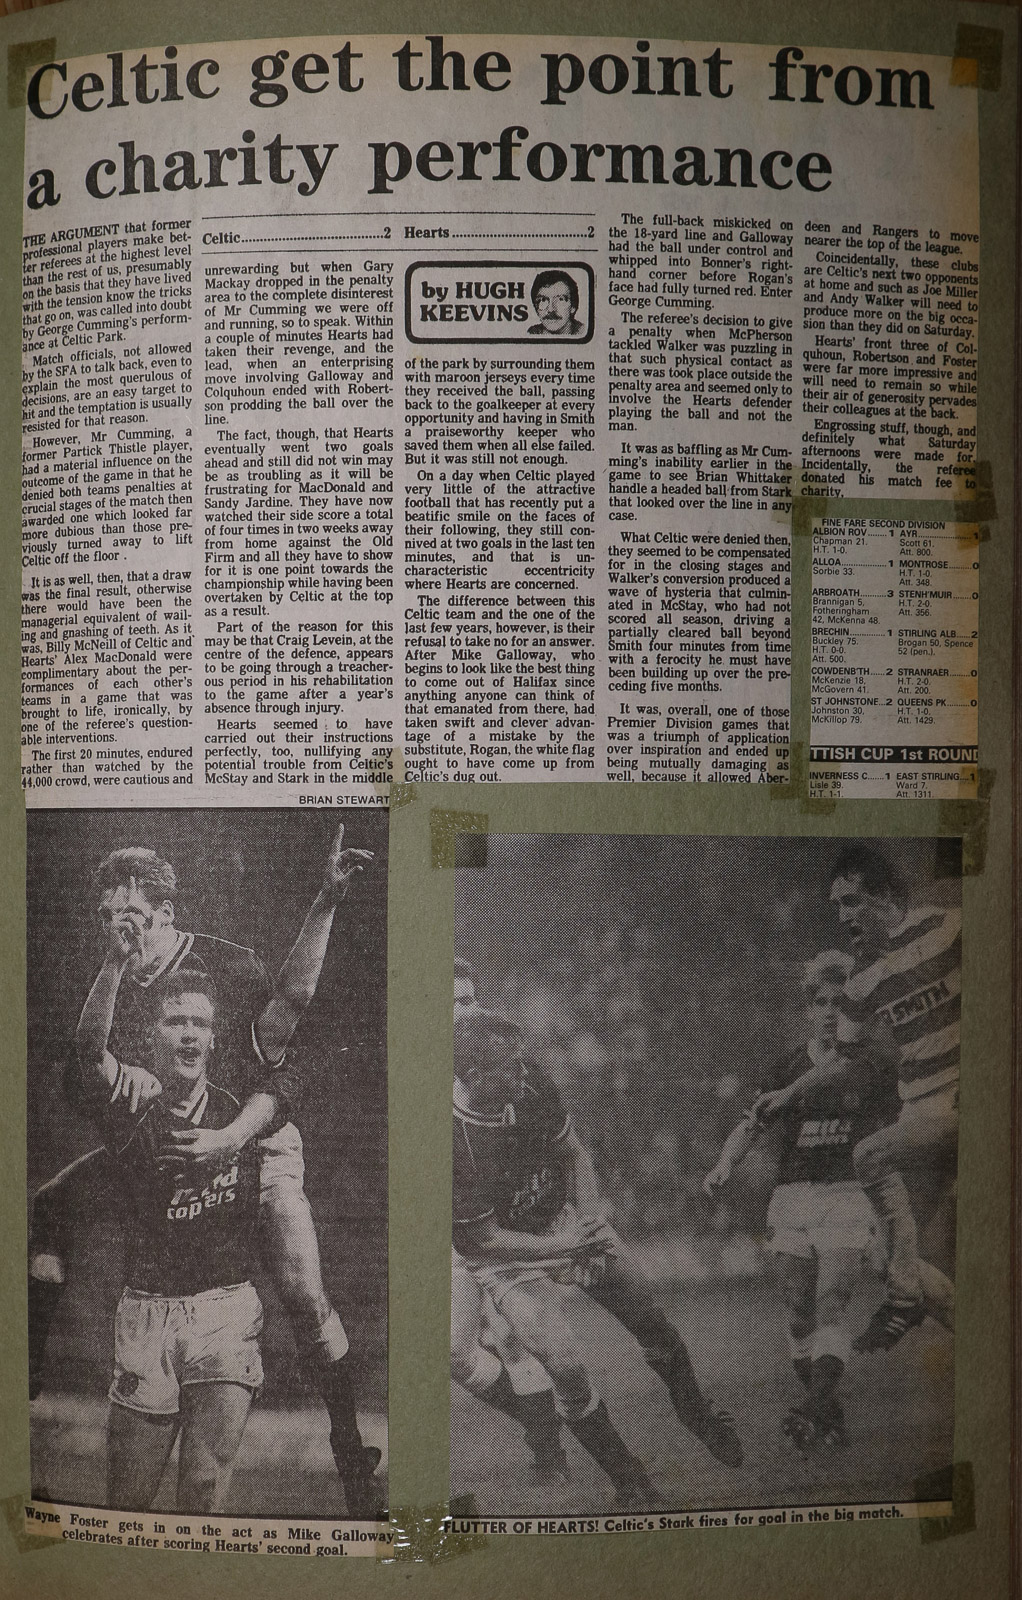 Celtic get the point from
a charity performance
THE ARGUMENT that former
professional players make bet-
ter referees at the highest level
than the rest of us, presumably
on the basis that they have lived
with the tension know the tricks
that go on, was called into doubt
by George Cumming's perform-
ance at Celtic Park.
Match officials, not allowed
by the SFA to talk back, even to
explain the most querulous of
decisions, are an easy target to
hit and the temptation is usually
resisted for that reason.
However, Mr Cumming, a
former Partick Thistle player,
had a material influence on the
outcome of the game in that he
denied both teams penalties at
crucial stages of the match then
awarded one which looked far
more dubious than those pre-
viously turned away to lift
Celtic off the floor .
It is as well, then, that a draw
was the final result, otherwise
there would have been the
managerial equivalent of wail-
ing and gnashing of teeth. As it
was, Billy McNeill of Celtic and
Hearts' Alex MacDonald were
complimentary about the per-
formances of each other's
teams in a game that was
brought to life, ironically, by
one of the referee's question-
able interventions.
The first 20 minutes, endured
rather than watched by the
44,000 crowd, were cautious and
Celtic......................................2 Hearts......................................2
unrewarding but when Gary
Mackay dropped in the penalty
area to the complete disinterest
of Mr Cumming we were off
and running, so to speak. Within
a couple of minutes Hearts had
taken their revenge, and the
lead, when an enterprising
move involving Galloway and
Colquhoun ended with Robert-
son prodding the ball over the
line.
The fact, though, that Hearts
eventually went two goals
ahead and still did not win may
be as troubling as it will be
frustrating for MacDonald and
Sandy Jardine. They have now
watched their side score a total
of four times in two weeks away
from home against the Old
Firm and all they have to show
for it is one point towards the
championship while having been
overtaken by Celtic at the top
as a result.
Part of the reason for this
may be that Craig Levein, at the
centre of the defence, appears
to be going through a treacher-
ous period in his rehabilitation
to the game after a year's
absence through injury.
Hearts seemed to have
carried out their instructions
perfectly, too, nullifying any
potential trouble from Celtic's
McStay and Stark in the middle
by HUGH
KEEVINS
of the park by surrounding them
with maroon jerseys every time
they received the ball, passing
back to the goalkeeper at every
opportunity and having in Smith
a praiseworthy keeper who
saved them when all else failed.
But it was still not enough.
On a day when Celtic played
very little of the attractive
football that has recently put a
beatific smile on the faces of
their following, they still con-
nived at two goals in the last ten
minutes, and that is un-
characteristic eccentricity
where Hearts are concerned.
The difference between this
Celtic team and the one of the
last few years, however, is their
refusal to take no for an answer.
After Mike Galloway, who
begins to look like the best thing
to come out of Halifax since
anything anyone can think of
that emanated from there, had
taken swift and clever advan-
tage of a mistake by the
substitute, Rogan, the white flag
ought to have come up from
Celtic's dug out.
The full-back miskicked on
the 18-yard line and Galloway
had the ball under control and
whipped into Bonner's right-
hand corner before Rogan's
face had fully turned red. Enter
George Cumming.
The referee's decision to give
a penalty when McPherson
tackled Walker was puzzling in
that such physical contact as
there was took place outside the
penalty area and seemed only to
involve the Hearts defender
playing the ball and not the
man.
It was as baffling as Mr Cum-
ming's inability earlier in the
game to see Brian Whittaker
handle a headed ball from Stark
that looked over the line in any
case.
What Celtic were denied then,
they seemed to be compensated
for in the closing stages and
Walker's conversion produced a
wave of hysteria that culmin-
ated in McStay, who had not
scored all season, driving a
partially cleared ball beyond
Smith four minutes from time
with a ferocity he must have
been building up over the pre-
ceding five months.
It was, overall, one of those
Premier Division games that
was a triumph of application
over inspiration and ended up
being mutually damaging as
well, because it allowed Aber-
deen and Rangers to move
nearer the top of the league.
Coincidentally, these clubs
are Celtic's next two opponents
at home and such as Joe Miller
and Andy Walker will need to
produce more on the big occa-
sion than they did on Saturday.
Hearts' front three of Col-
quhoun, Robertson and Foster
were far more impressive and
will need to remain so while
their air of generosity pervades
their colleagues at the back.
Engrossing stuff, though, and
definitely what Saturday
afternoons were made for.
Incidentally, the referee
donated his match fee to
charity.
FINE FARE SECOND DIVISION
ALBION ROV.......1 AYR...............1
Chapman 21. Scott 61.
H.T. 1-0. Att. 800.
ALLOA...............1 MONTROSE......0
Sorbie 33. H.T. 1-0.
Att. 348.
ARBROATH.........3 STENH'MUIR....0
Brannigan 5, H.T. 2-0.
Fotheringham Att. 356.
42, McKenna 48.
BRECHIN............1 STIRLING ALB...2
Buckley 75. Brogan 50, Spence
H.T. 0-0. 52 (pen.).
Att. 500.
COWDENB'TH......2 STRANRAER......0
McKenzie 18, H.T. 2-0.
McGovern 41. Att. 200.
ST JOHNSTONE...2 QUEENS PK......0
Johnston 30, H.T. 1-0.
McKillop 79. Att. 1429.
TTISH CUP 1st ROUND
INVERNESS C......1 EAST STIRLING...1
Lisle 39. Ward 7.
H.T. 1-1. Att. 1311.
BRIAN STEWART
copers
SMITH
Wayne Foster gets in on the act as Mike Galloway
celebrates after scoring Hearts' second goal.
FLUTTER OF HEARTS! Celtic's Stark fires for goal in the big match.